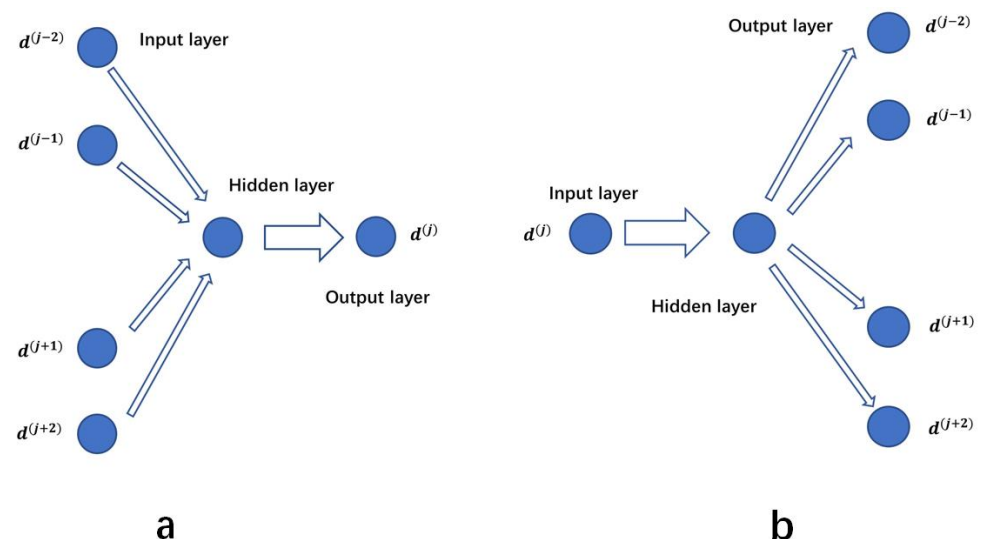 d^(j−2)
Input layer
d^(j−1)
Hidden layer
d^(j)
Output layer
d^(j+1)
d^(j+2)
a
Output layer
d^(j−2)
d^(j−1)
Input layer
d^(j)
Hidden layer
d^(j+1)
d^(j+2)
b